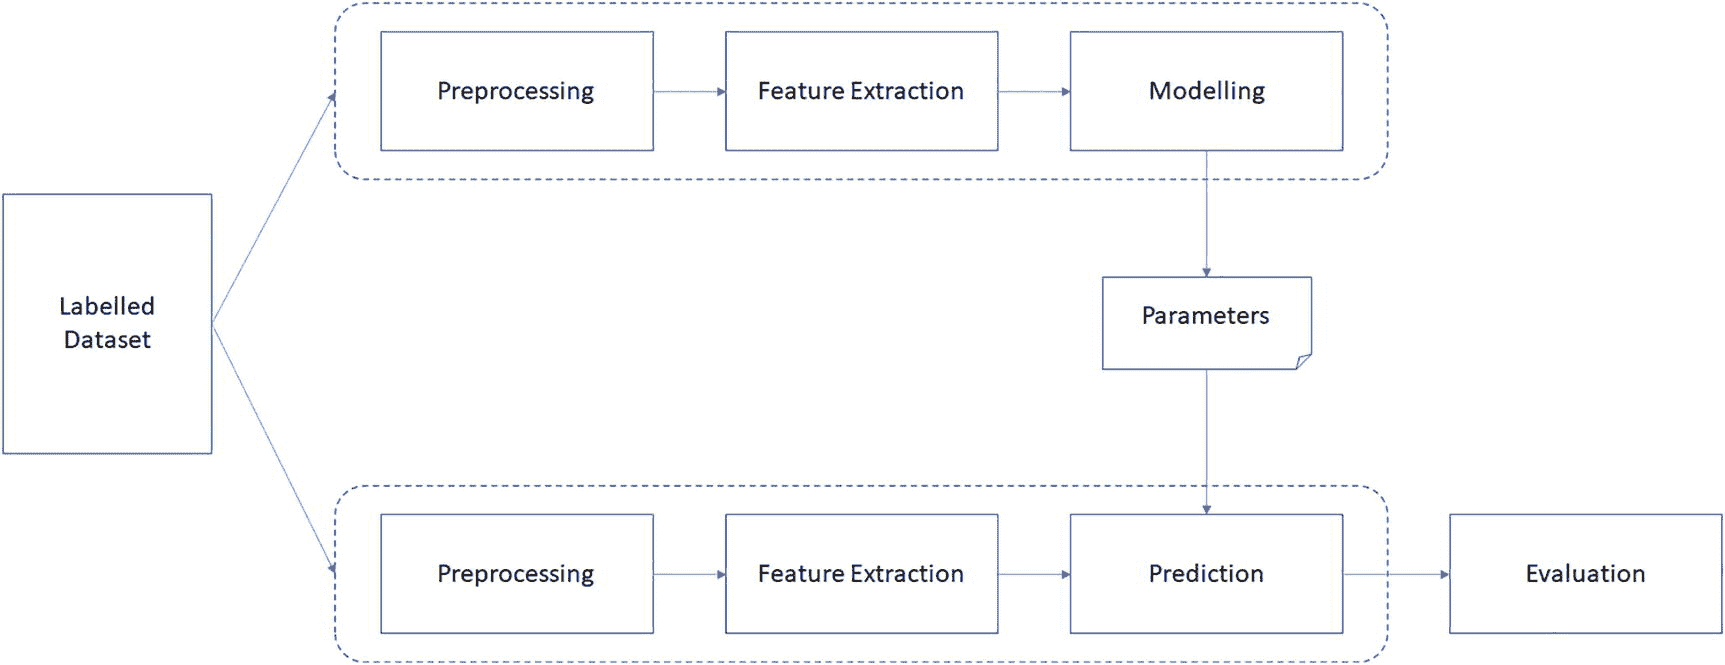 Preprocessing
Feature Extraction
Modelling
Labelled
Dataset
Parameters
Preprocessing
Feature Extraction
Prediction
Evaluation